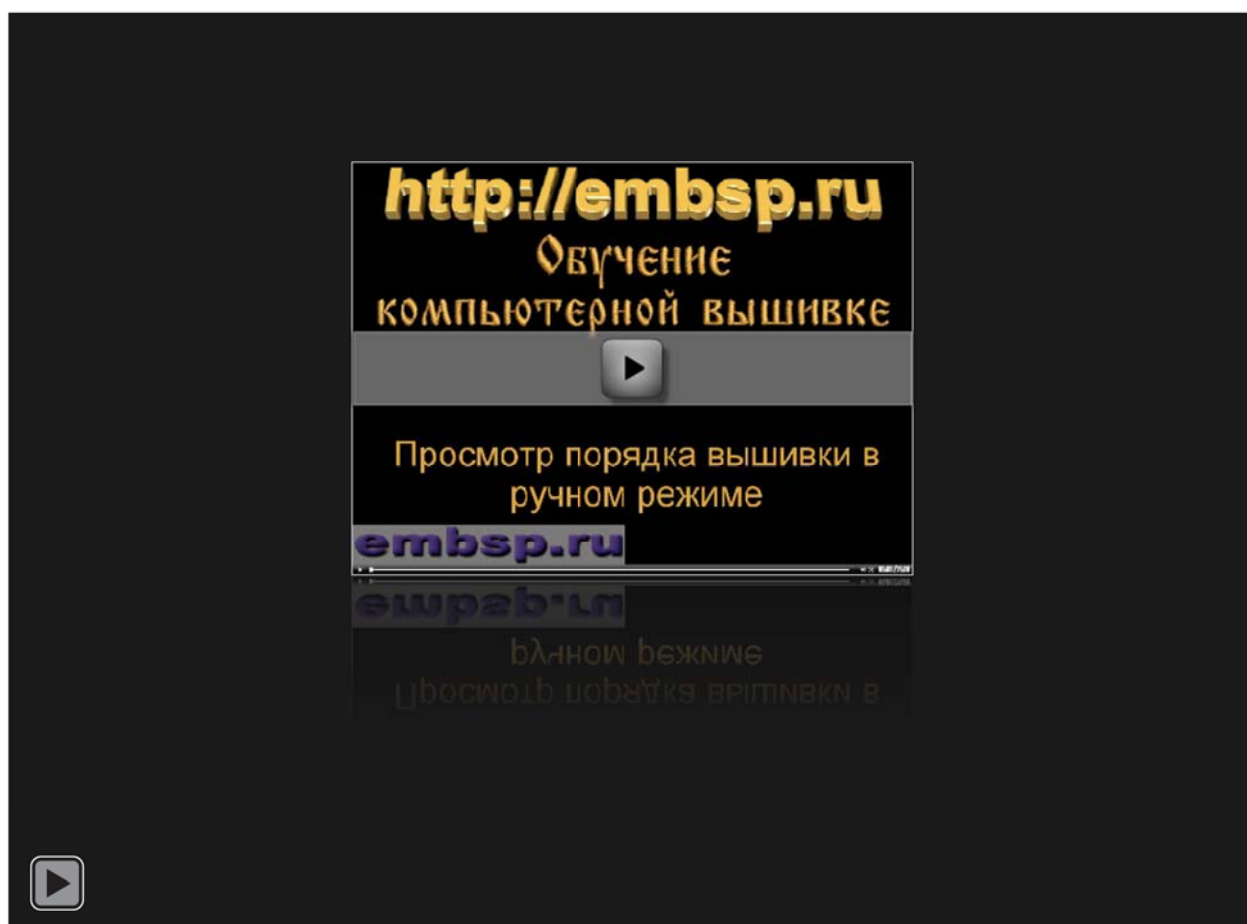 http://embsp.ru
Обучение
компьютерной вышивке
Просмотр порядка вышивки в
ручном режиме
embsp.ru